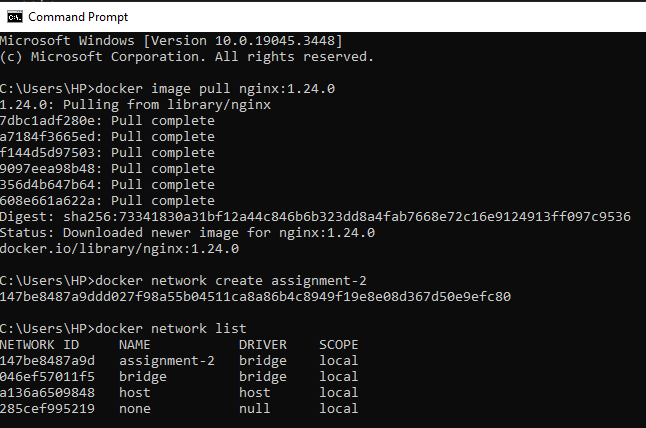 Command Prompt
Microsoft Windows [Version 10.0.19045.3448]
(c) Microsoft Corporation. All rights reserved.
C:\Users\HP>docker image pull nginx:1.24.0
1.24.0: Pulling from library/nginx
7dbc1adf280e: Pull complete
a7184f3665ed: Pull complete
f144d5d97503: Pull complete
9097eea98b48: Pull complete
356d4b647b64: Pull complete
608e661a622a: Pull complete
Digest: sha256:73341830a31bf12a44c846b6b323dd8a4fab7668e72c16e9124913ff097c9536
Status: Downloaded newer image for nginx:1.24.0
docker.io/library/nginx:1.24.0
C:\Users\HP>docker network create assignment-2
147be8487a9ddd027f98a55b04511ca8a86b4c8949f19e8e08d367d50e9efc80
C:\Users\HP>docker network list
NETWORK ID     NAME           DRIVER    SCOPE
147be8487a9d   assignment-2   bridge    local
046ef57011f5   bridge         bridge    local
a136a6509848   host           host      local
285cef995219   none           null      local